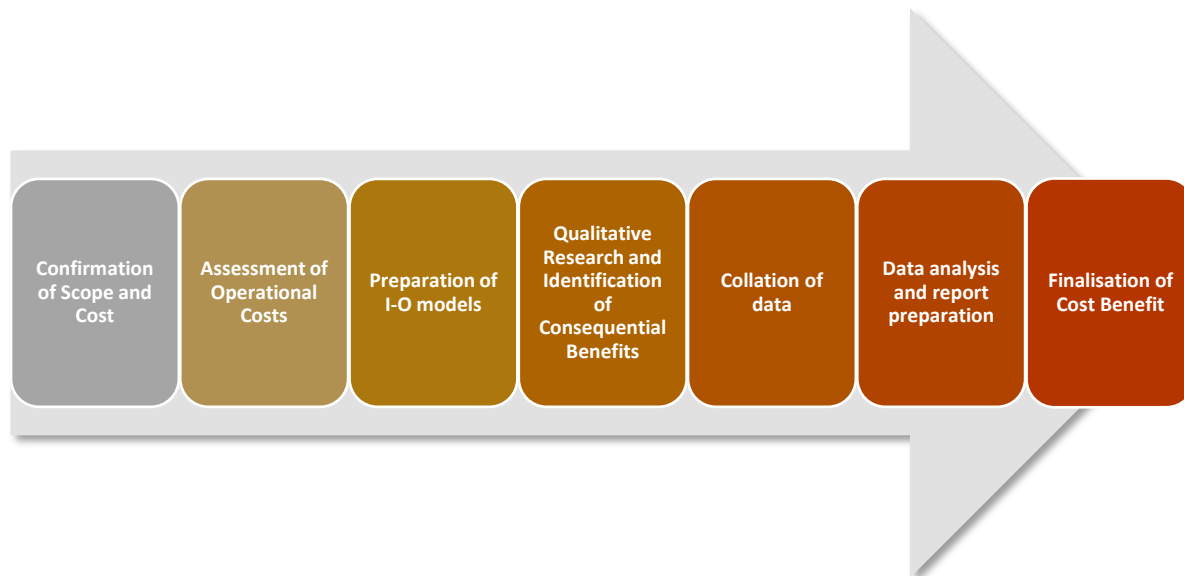 Confirmation
of Scope and
Cost
Assessment of
Operational
Costs
Preparation of
I-O models
Qualitative
Research and
Identification
of
Consequential
Benefits
Collation of
data
Data analysis
and report
preparation
Finalisation of
Cost Benefit